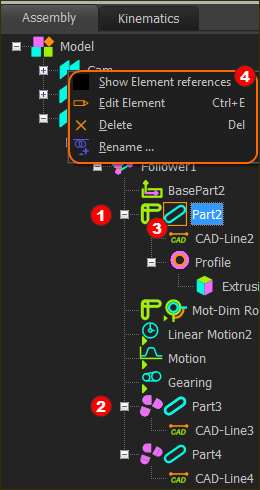 Assembly Kinematics
Model
Cam
Show Element references 4
Edit Element Ctrl+E
Delete Del
Rename ...
Follower1
BasePart2
1 Part2
3 CAD-Line2
CAD
Profile
Extrusi
Mot-Dim Ro
Linear Motion2
Motion
Gearing
2 Part3
CAD CAD-Line3
Part4
CAD CAD-Line4